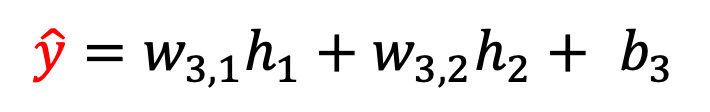 ŷ = w₃,₁h₁ + w₃,₂h₂ + b₃